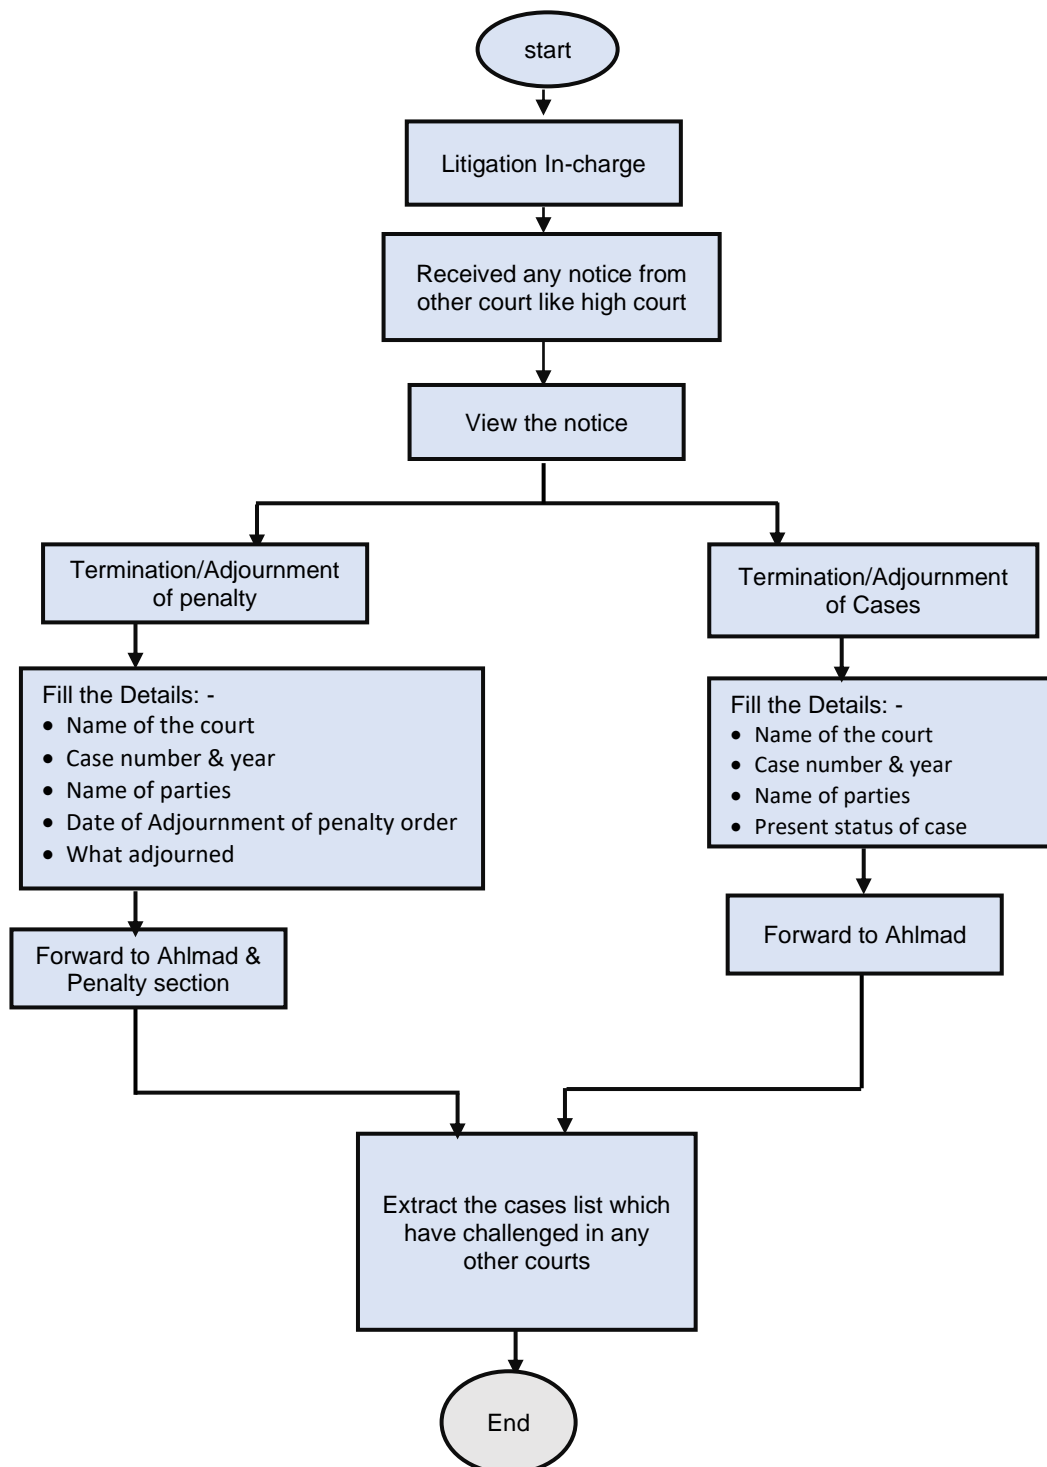 start
Litigation In-charge
Received any notice from
other court like high court
View the notice
Termination/Adjournment
of penalty
Fill the Details: -
• Name of the court
• Case number & year
• Name of parties
• Date of Adjournment of penalty order
• What adjourned
Forward to Ahlmad &
Penalty section
Termination/Adjournment
of Cases
Fill the Details: -
• Name of the court
• Case number & year
• Name of parties
• Present status of case
Forward to Ahlmad
Extract the cases list which
have challenged in any
other courts
End